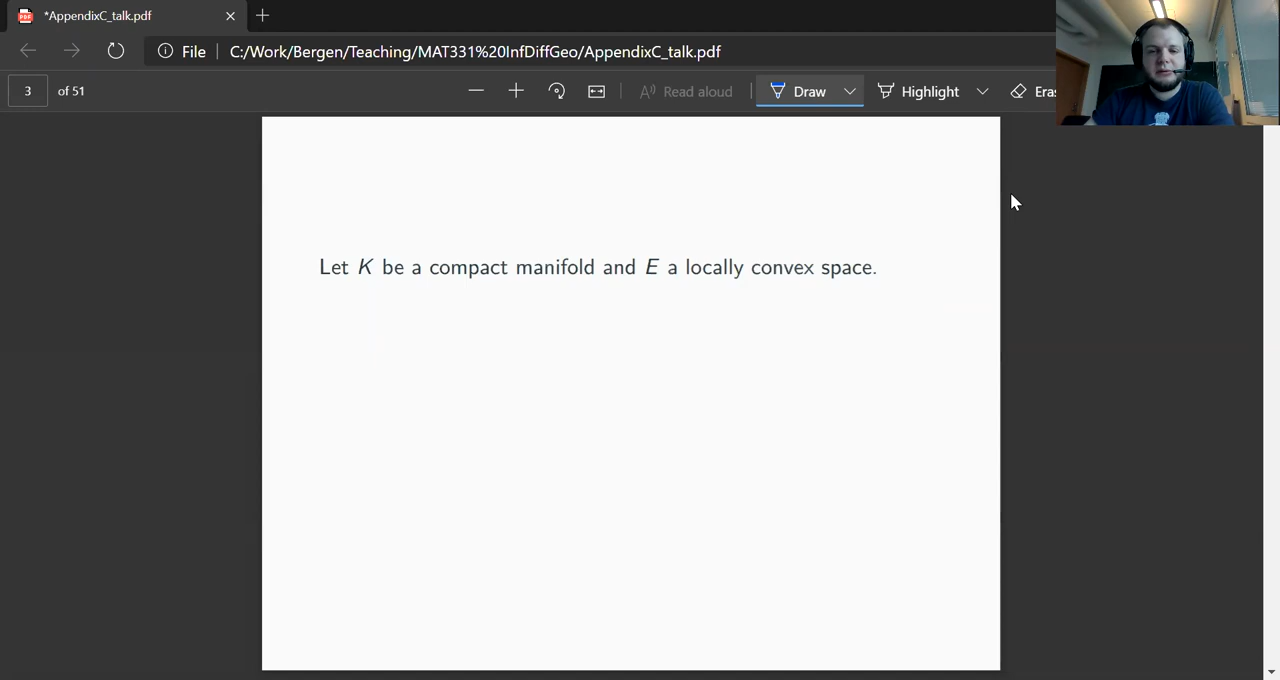 *AppendixC_talk.pdf
File C:/Work/Bergen/Teaching/MAT331%20InfDiffGeo/AppendixC_talk.pdf
3 of 51 Read aloud Draw Highlight Eras
Let K be a compact manifold and E a locally convex space.